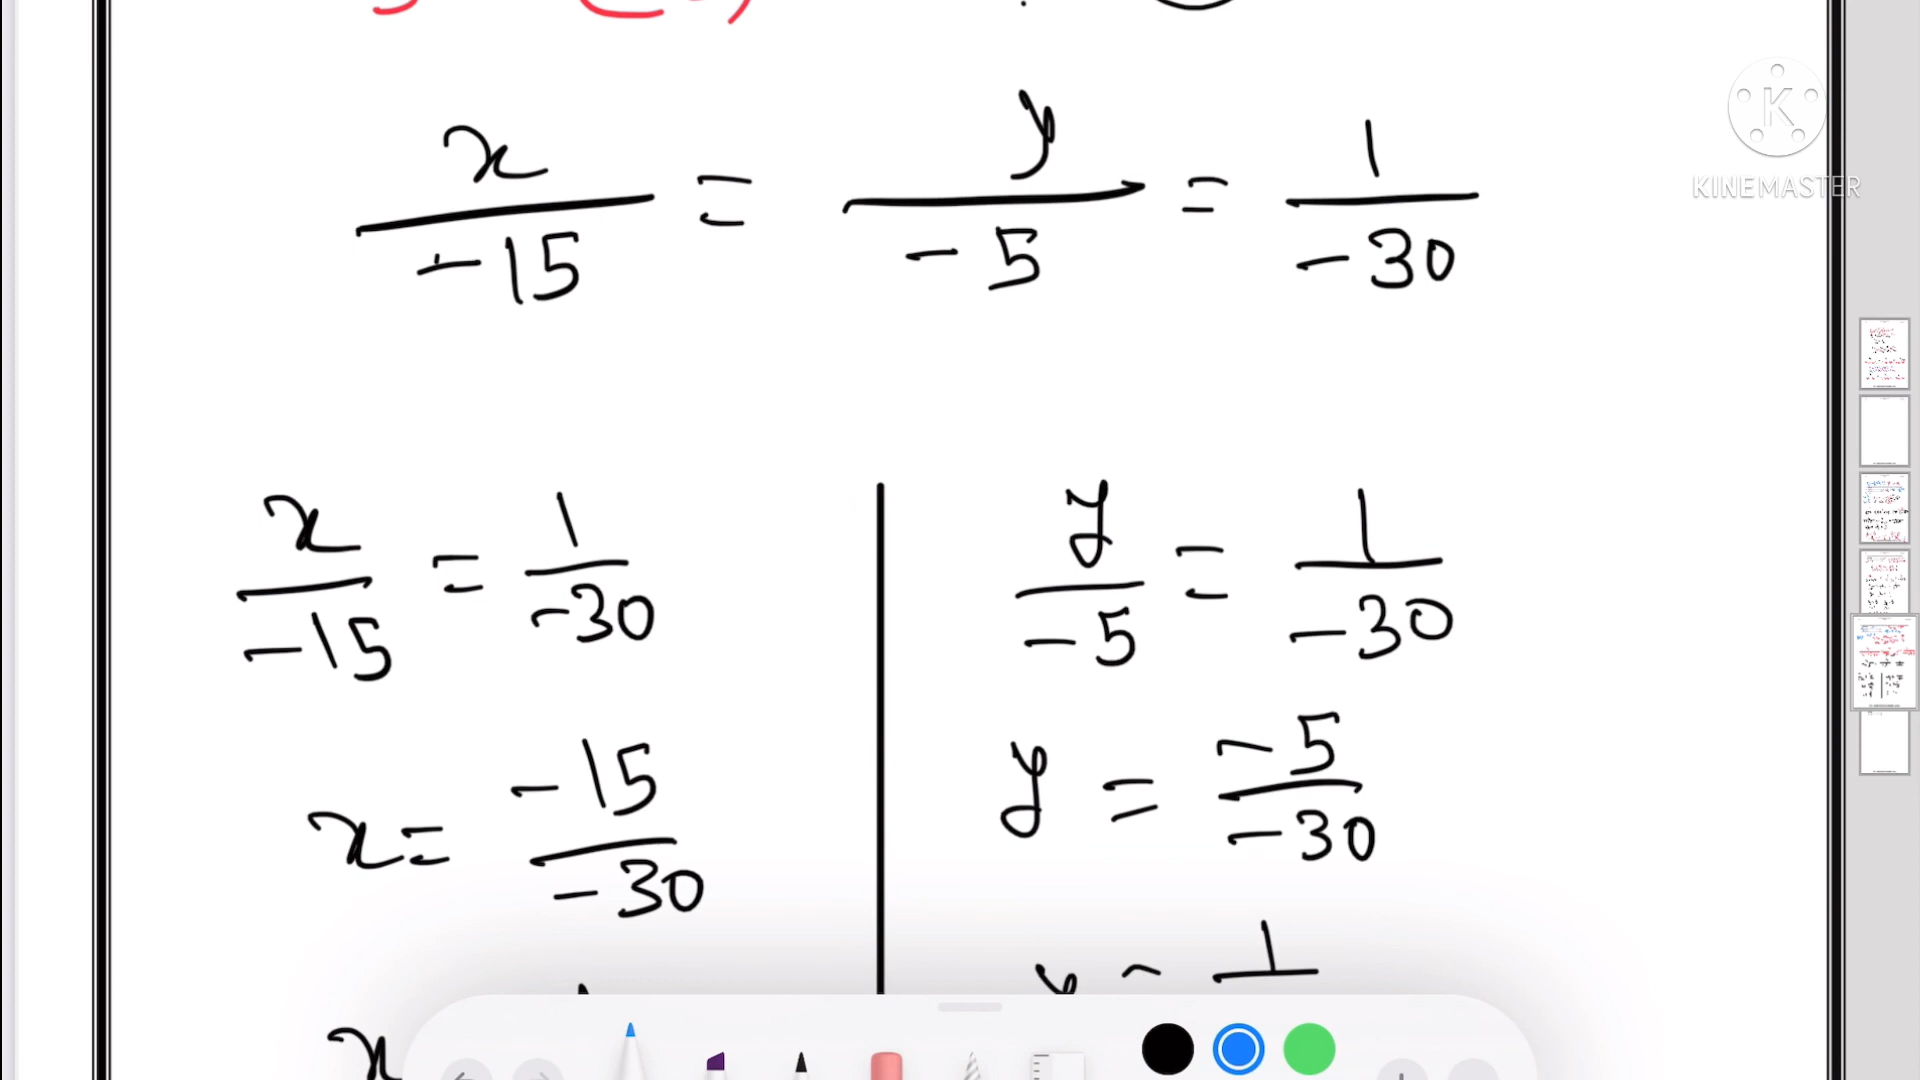 x/-15 = y/-5 = 1/-30
KINEMASTER
x/-15 = 1/-30
y/-5 = 1/-30
x = -15/-30
y = -5/-30